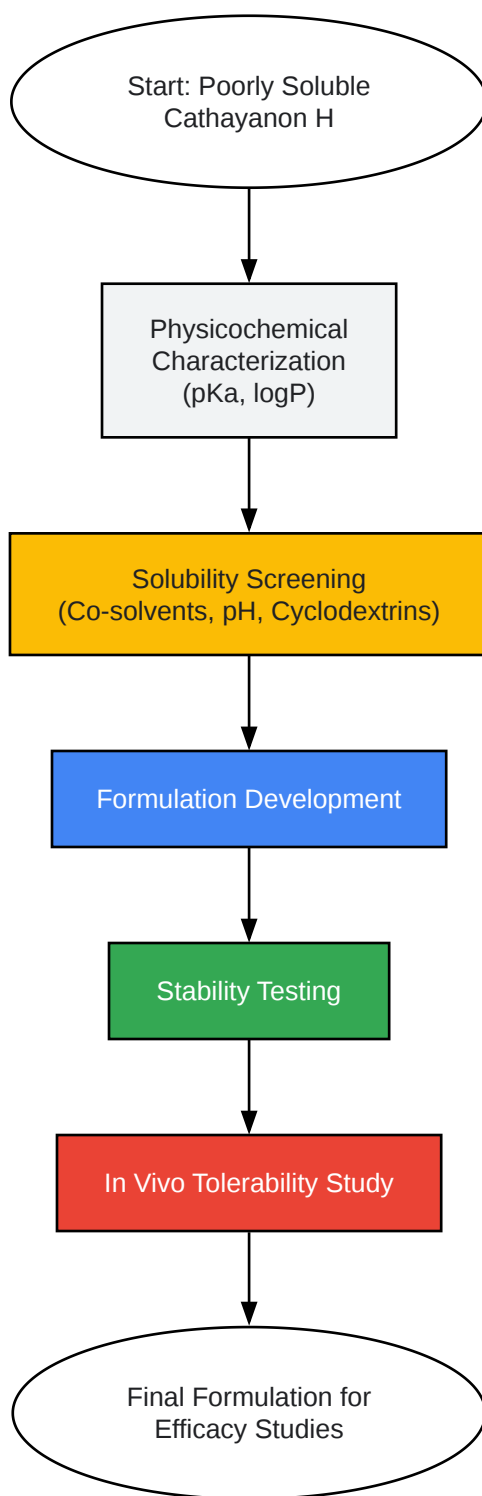 Start: Poorly Soluble
Cathayanon H
Physicochemical
Characterization
(pKa, logP)
Solubility Screening
(Co-solvents, pH, Cyclodextrins)
Formulation Development
Stability Testing
In Vivo Tolerability Study
Final Formulation for
Efficacy Studies